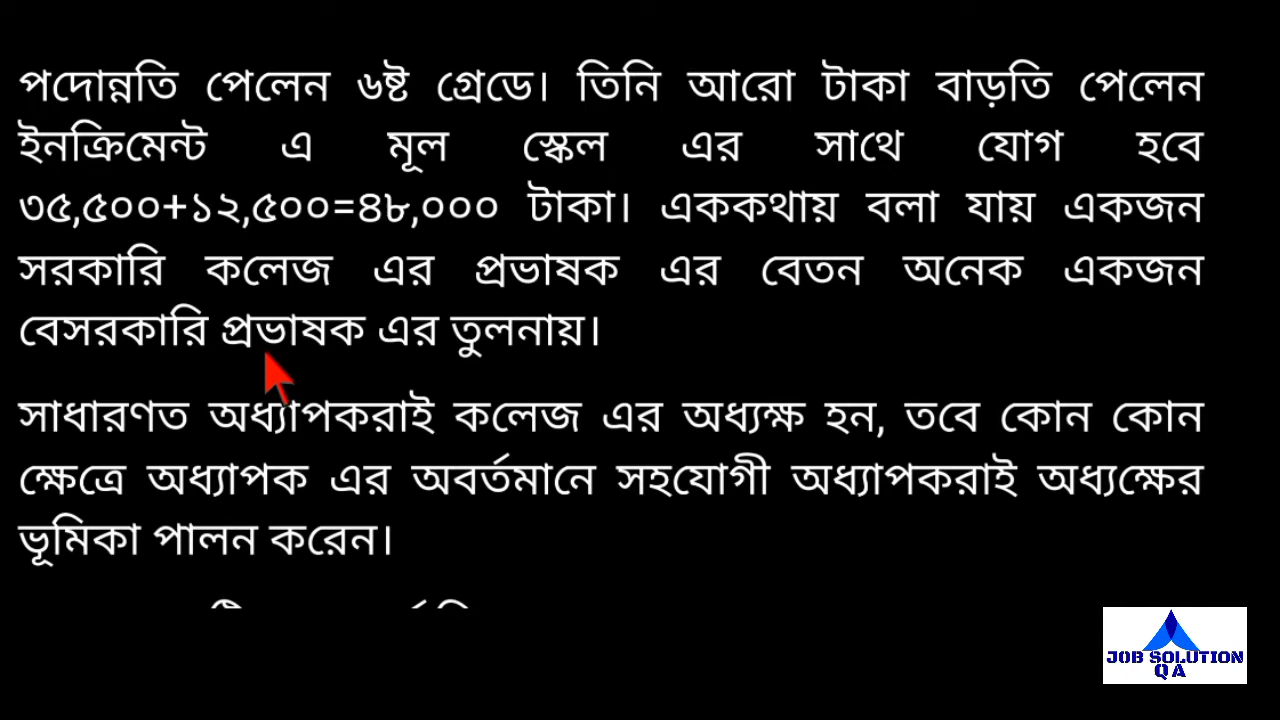 পদোন্নতি পেলেন ৬ষ্ট গ্রেডে। তিনি আরো টাকা বাড়তি পেলেন
ইনক্রিমেন্ট এ মূল স্কেল এর সাথে যোগ হবে
৩৫,৫০০+১২,৫০০=৪৮,০০০ টাকা। এককথায় বলা যায় একজন
সরকারি কলেজ এর প্রভাষক এর বেতন অনেক একজন
বেসরকারি প্রভাষক এর তুলনায়।
সাধারণত অধ্যাপকরাই কলেজ এর অধ্যক্ষ হন, তবে কোন কোন
ক্ষেত্রে অধ্যাপক এর অবর্তমানে সহযোগী অধ্যাপকরাই অধ্যক্ষের
ভূমিকা পালন করেন।
JOB SOLUTION
QA